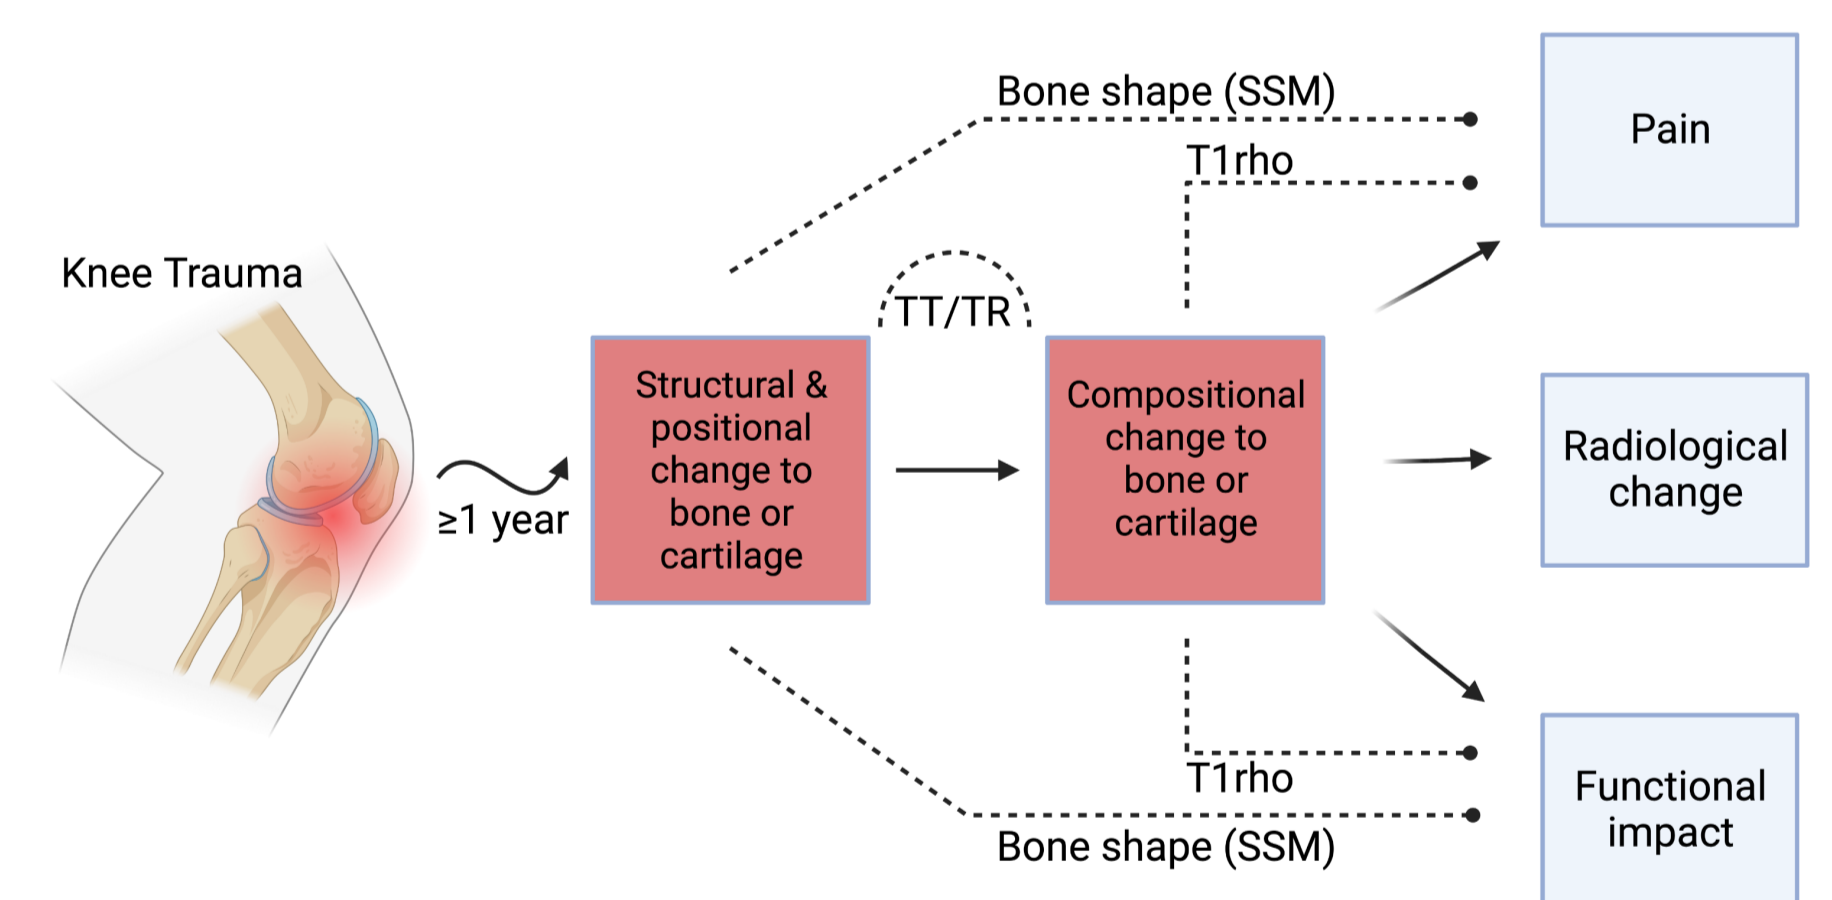 Knee Trauma
≥1 year
Structural &
positional
change to
bone or
cartilage
TT/TR
Compositional
change to
bone or
cartilage
Bone shape (SSM)
T1rho
T1rho
Bone shape (SSM)
Pain
Radiological
change
Functional
impact